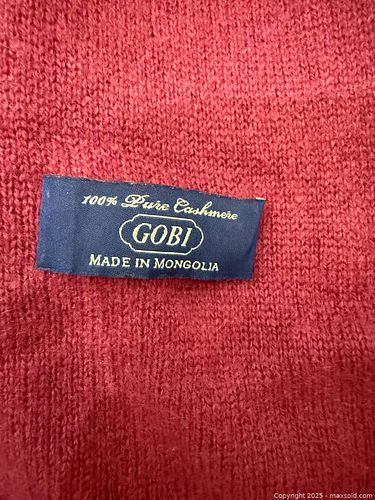 100% Pure Cashmere
GOBI
MADE IN MONGOLIA
Copyright 2025 - maxsold.com